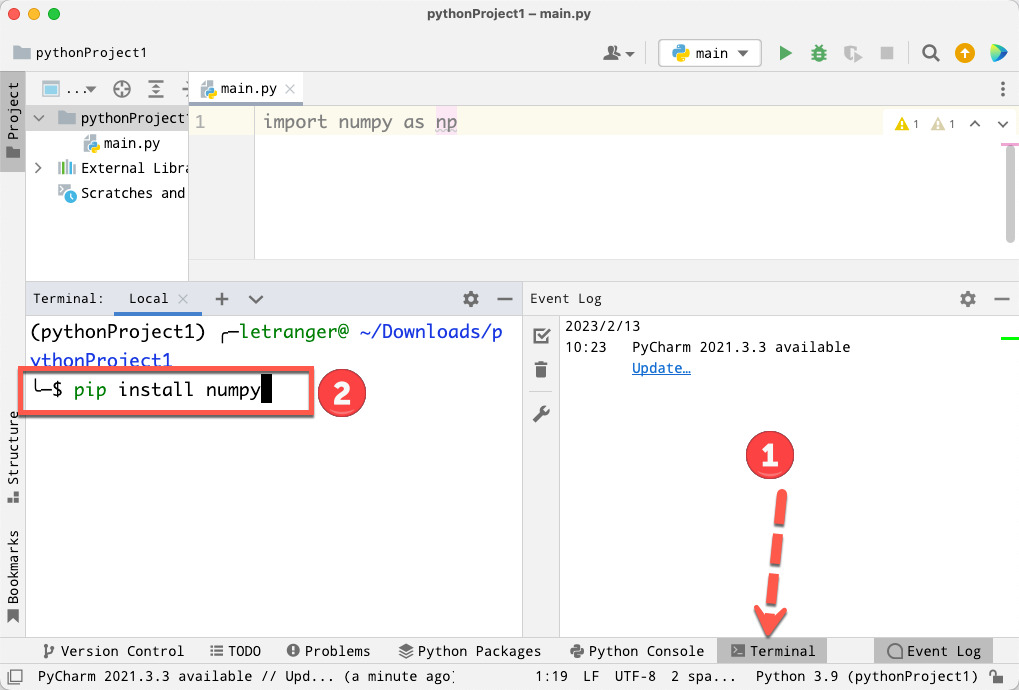 pythonProject1 – main.py
pythonProject1
main
Project
...
main.py
pythonProject1
main.py
External Libra
Scratches and
1 import numpy as np
1 1
Terminal: Local
(pythonProject1) ╭─letranger@ ~/Downloads/p
ythonProject1
╰─$ pip install numpy
2
Event Log
2023/2/13
10:23 PyCharm 2021.3.3 available
Update…
1
Structure
Bookmarks
Version Control TODO Problems Python Packages Python Console Terminal Event Log
PyCharm 2021.3.3 available // Upd... (a minute ago) 1:19 LF UTF-8 2 spa... Python 3.9 (pythonProject1)